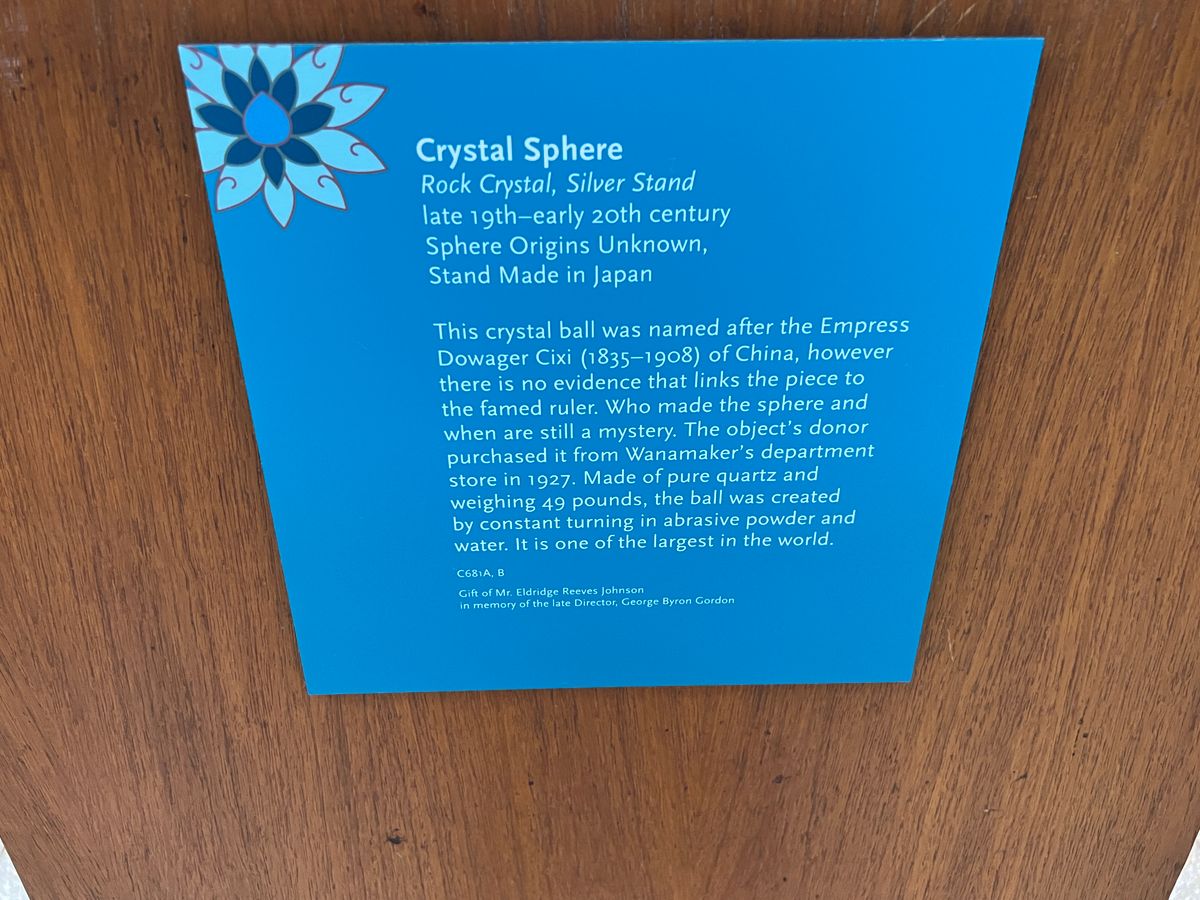 Crystal Sphere
Rock Crystal, Silver Stand
late 19th–early 20th century
Sphere Origins Unknown,
Stand Made in Japan
This crystal ball was named after the Empress
Dowager Cixi (1835–1908) of China, however
there is no evidence that links the piece to
the famed ruler. Who made the sphere and
when are still a mystery. The object's donor
purchased it from Wanamaker's department
store in 1927. Made of pure quartz and
weighing 49 pounds, the ball was created
by constant turning in abrasive powder and
water. It is one of the largest in the world.
C681A, B
Gift of Mr. Eldridge Reeves Johnson
in memory of the late Director, George Byron Gordon